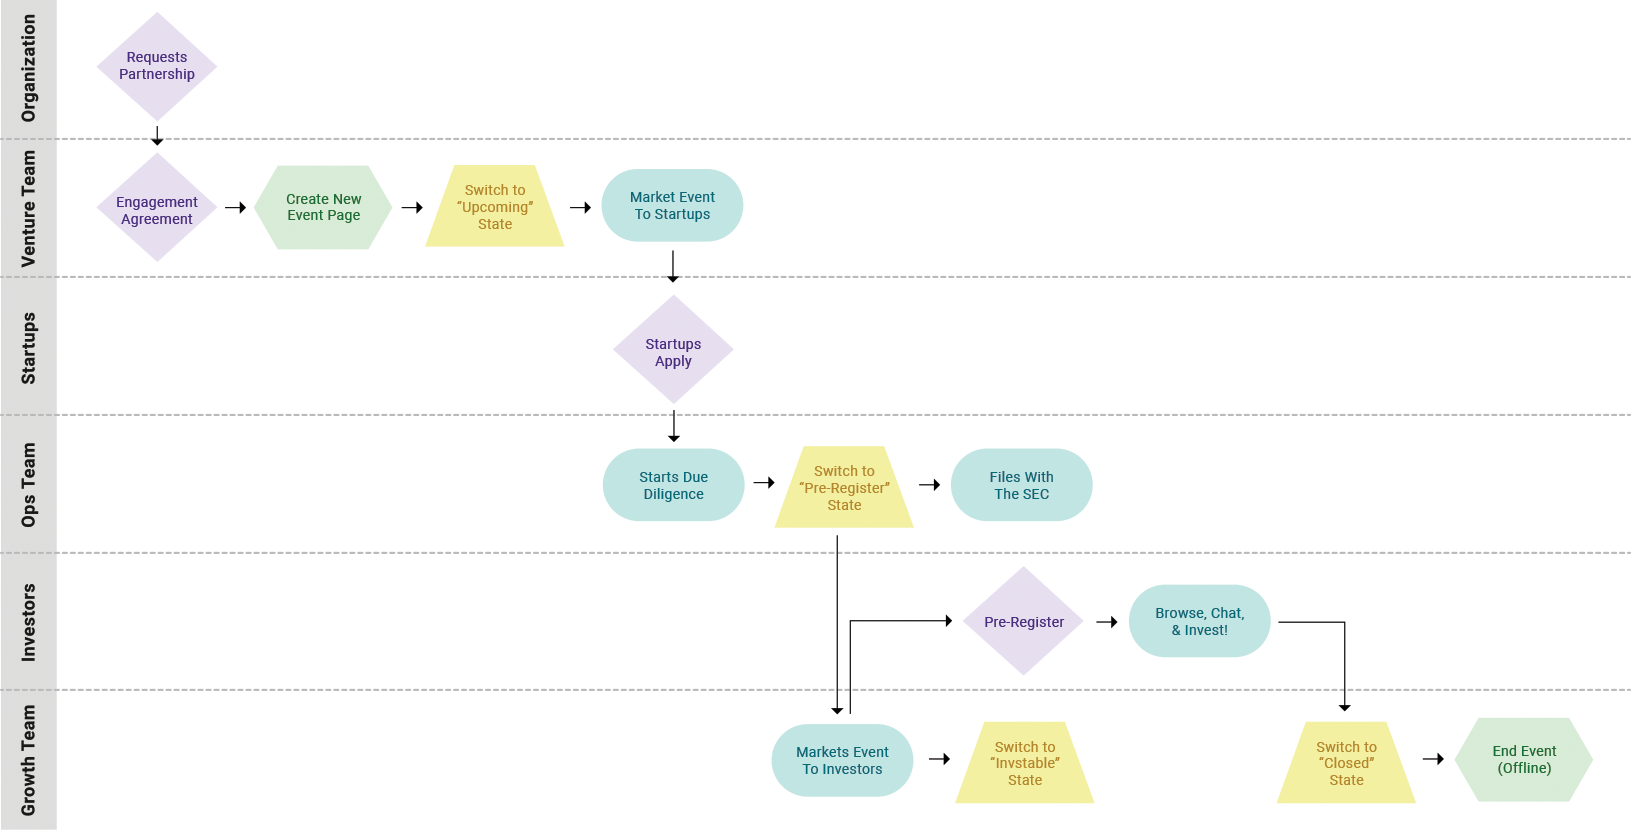 Organization
Requests
Partnership
Venture Team
Engagement
Agreement
Create New
Event Page
Switch to
“Upcoming”
State
Market Event
To Startups
Startups
Startups
Apply
Ops Team
Starts Due
Diligence
Switch to
“Pre-Register”
State
Files With
The SEC
Investors
Pre-Register
Browse, Chat,
& Invest!
Growth Team
Markets Event
To Investors
Switch to
“Invstable”
State
Switch to
“Closed”
State
End Event
(Offline)